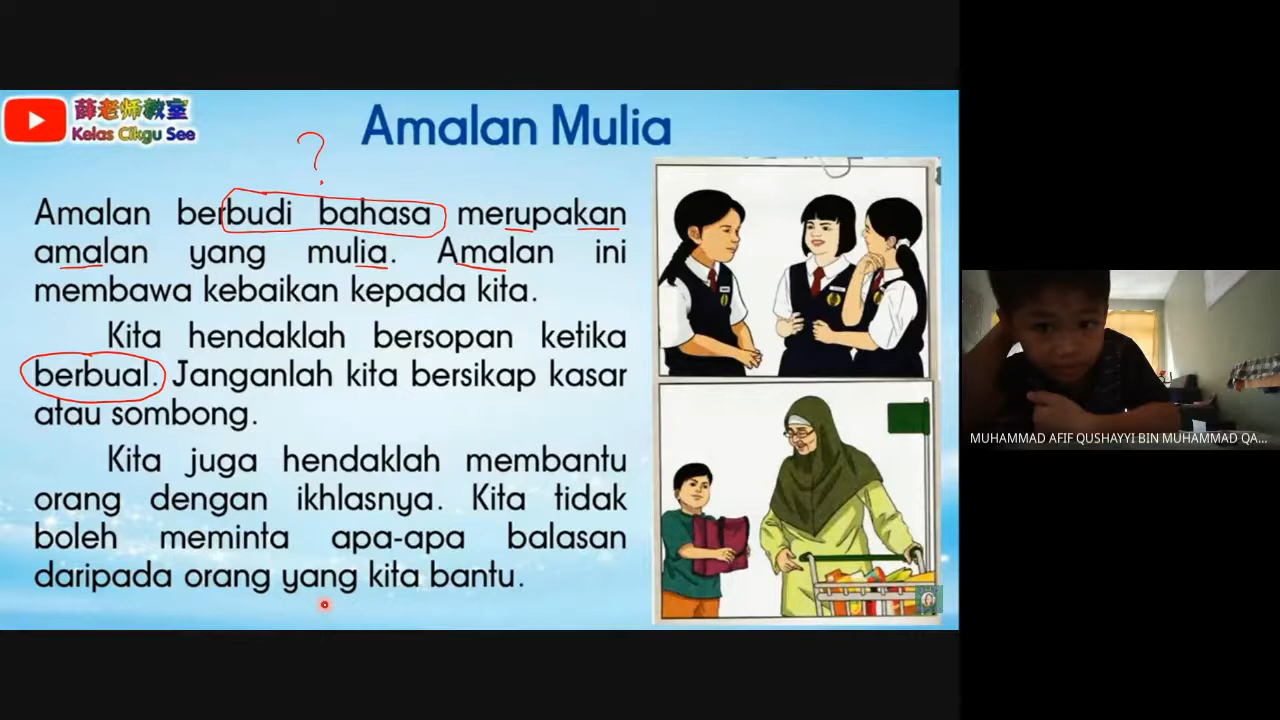 薛老师教室
Kelas Cikgu See
Amalan Mulia
?
Amalan berbudi bahasa merupakan
amalan yang mulia. Amalan ini
membawa kebaikan kepada kita.
Kita hendaklah bersopan ketika
berbual. Janganlah kita bersikap kasar
atau sombong.
Kita juga hendaklah membantu
orang dengan ikhlasnya. Kita tidak
boleh meminta apa-apa balasan
daripada orang yang kita bantu.
MUHAMMAD AFIF QUSHAYYI BIN MUHAMMAD QA...